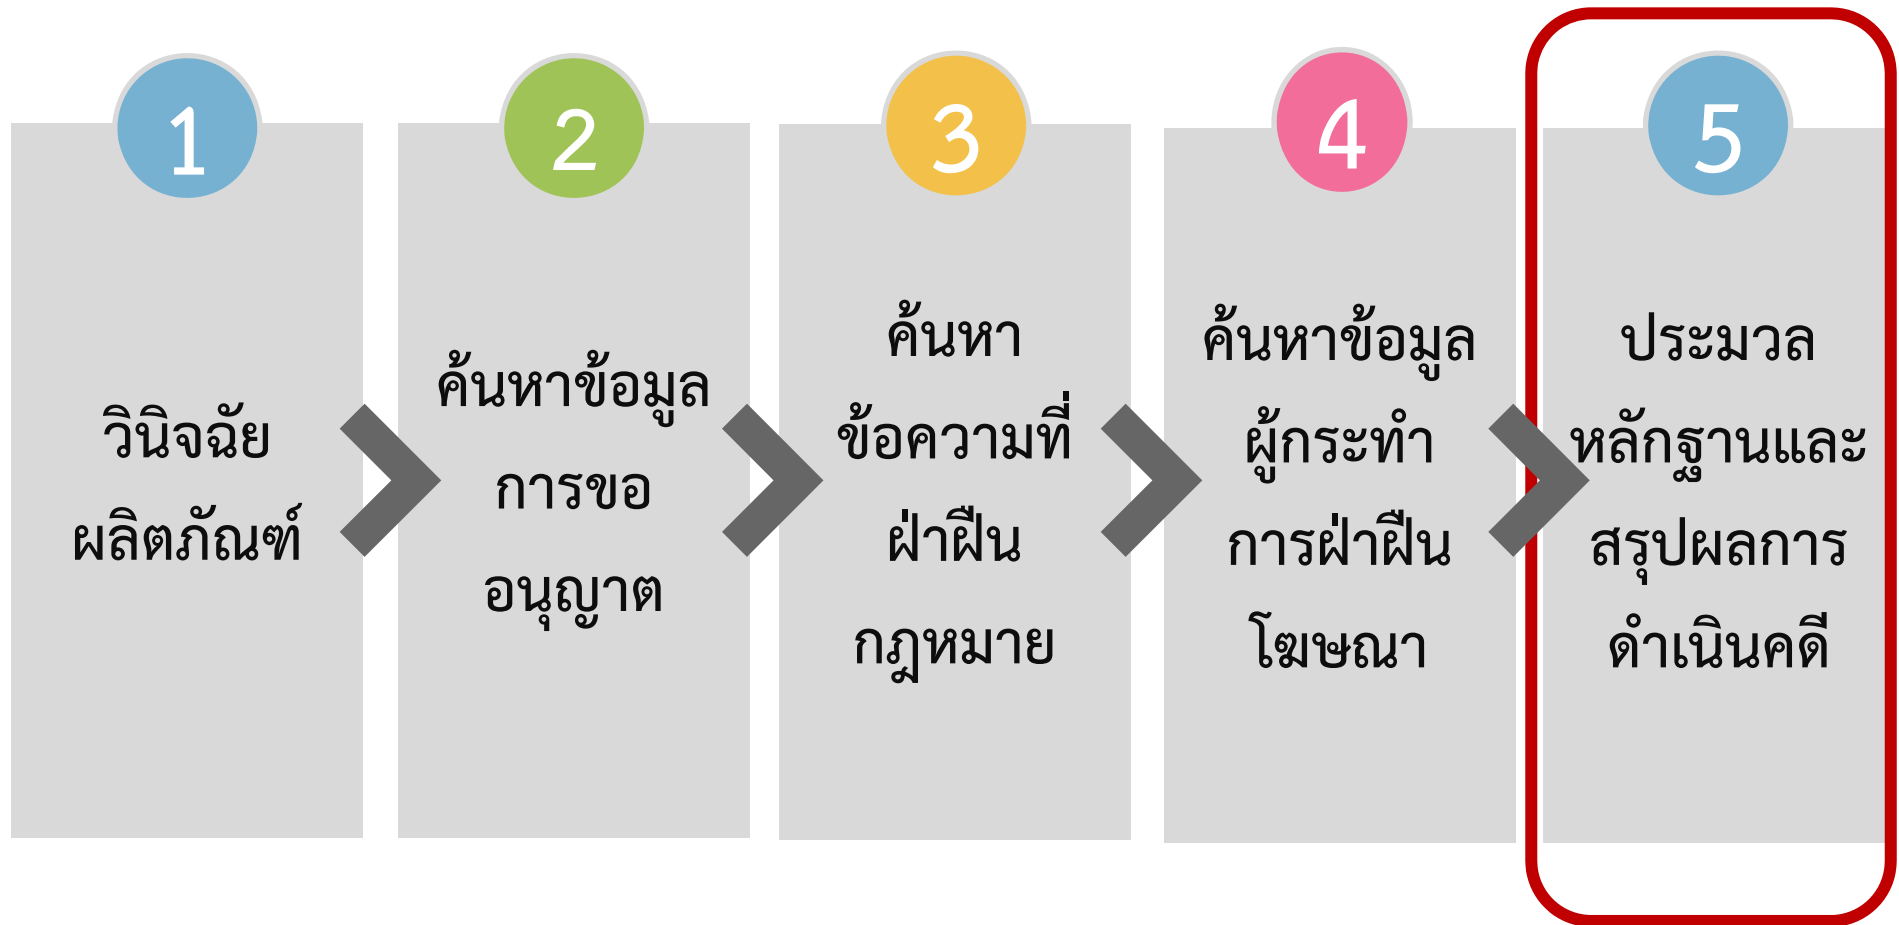 1
วินิจฉัย
ผลิตภัณฑ์
2
ค้นหาข้อมูล
การขอ
อนุญาต
3
ค้นหา
ข้อความที่
ฝ่าฝืน
กฎหมาย
4
ค้นหาข้อมูล
ผู้กระทำ
การฝ่าฝืน
โฆษณา
5
ประมวล
หลักฐานและ
สรุปผลการ
ดำเนินคดี